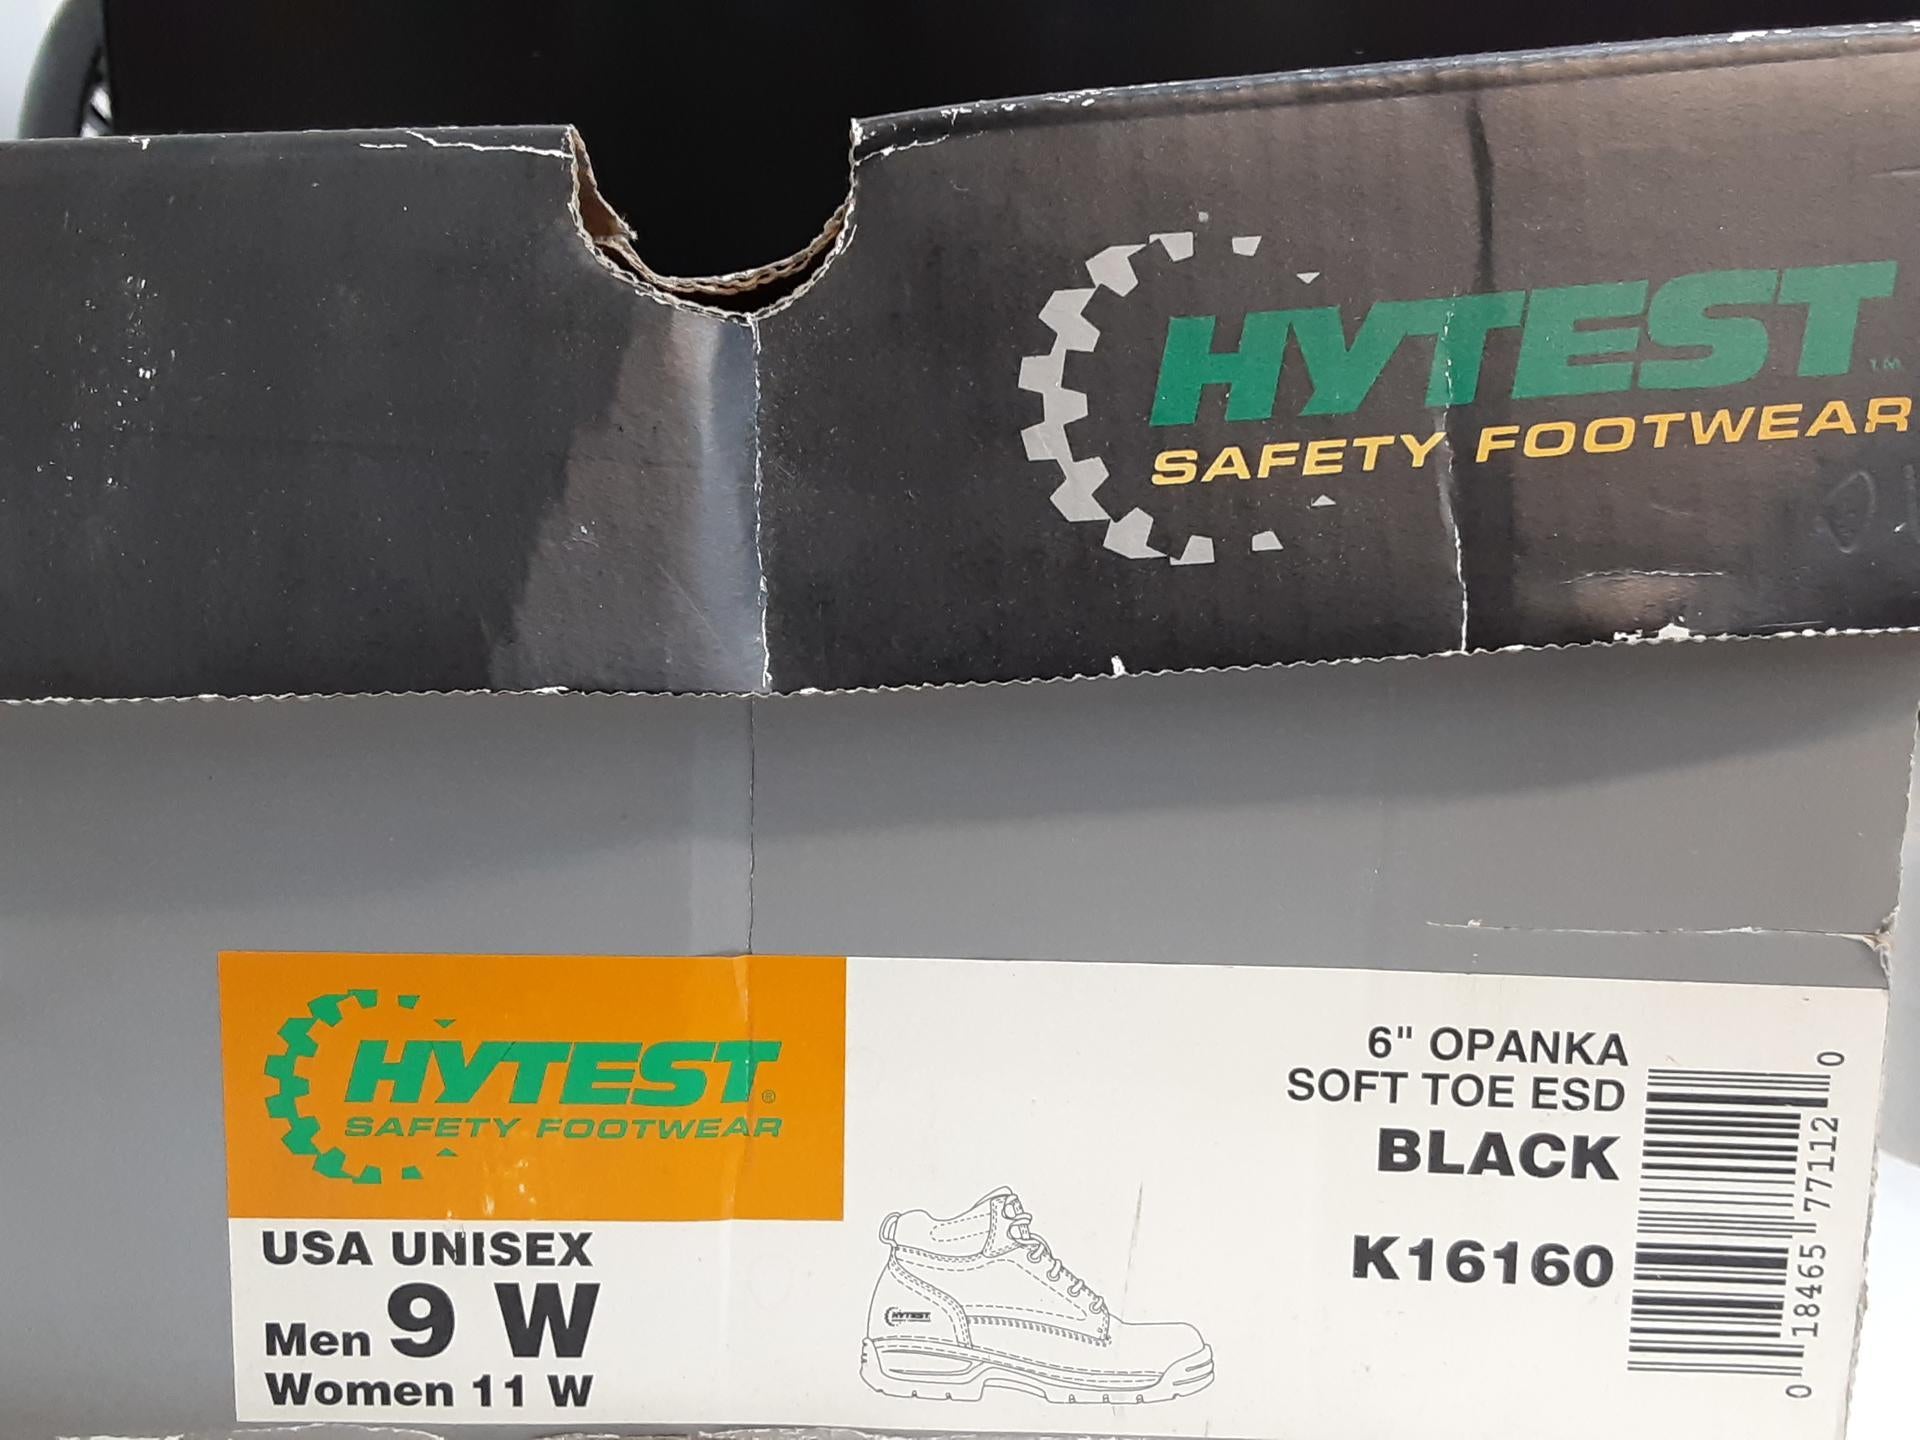 HYTEST™
SAFETY FOOTWEAR
HYTEST®
SAFETY FOOTWEAR
USA UNISEX
Men 9 W
Women 11 W
HYTEST
6" OPANKA
SOFT TOE ESD
BLACK
K16160
0 18465 77112 0